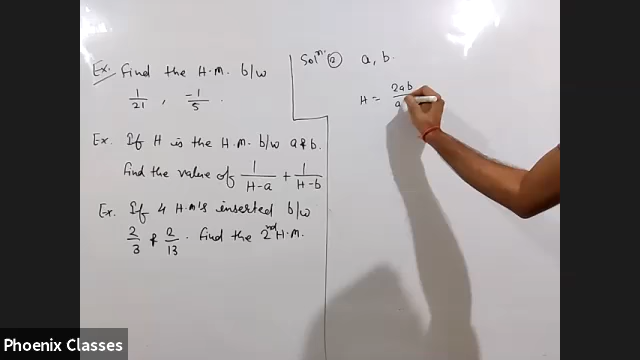 Ex. Find the H.M. b/w
1/21 , -1/5 .
Ex. If H is the H.M. b/w a & b.
find the value of 1/(H-a) + 1/(H-b)
Ex. If 4 H.M's inserted b/w
2/3 & 2/13 . find the 2nd H.M.
Solⁿ· ② a, b.
H = 2ab/a
Phoenix Classes